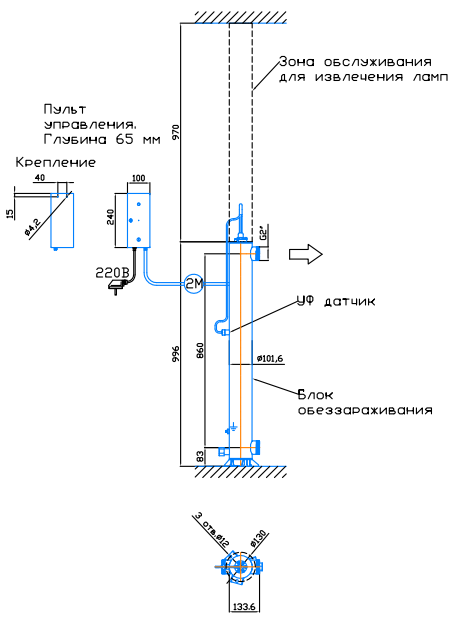 Зона обслуживания
для извлечения ламп
970
Пульт
управления.
Глубина 65 мм
Крепление
40
100
15
ø4,2
240
G2"
220В
2М
УФ датчик
996
860
ø101,6
Блок
обеззараживания
83
3 отв.ø12
ø130
133.6